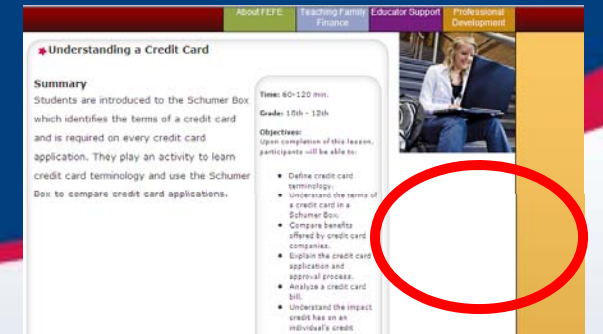 About FEFE
Teaching Family
Finance
Educator Support
Professional
Development
Understanding a Credit Card
Summary
Students are introduced to the Schumer Box
which identifies the terms of a credit card
and is required on every credit card
application. They play an activity to learn
credit card terminology and use the Schumer
Box to compare credit card applications.
Time: 60-120 min.
Grade: 10th - 12th
Objectives:
Upon completion of this lesson,
participants will be able to:
• Define credit card
terminology.
• Understand the terms of
a credit card in a
Schumer Box.
• Compare benefits
offered by credit card
companies.
• Explain the credit card
application and
approval process.
• Analyze a credit card
bill.
• Understand the impact
credit has on an
individual's credit